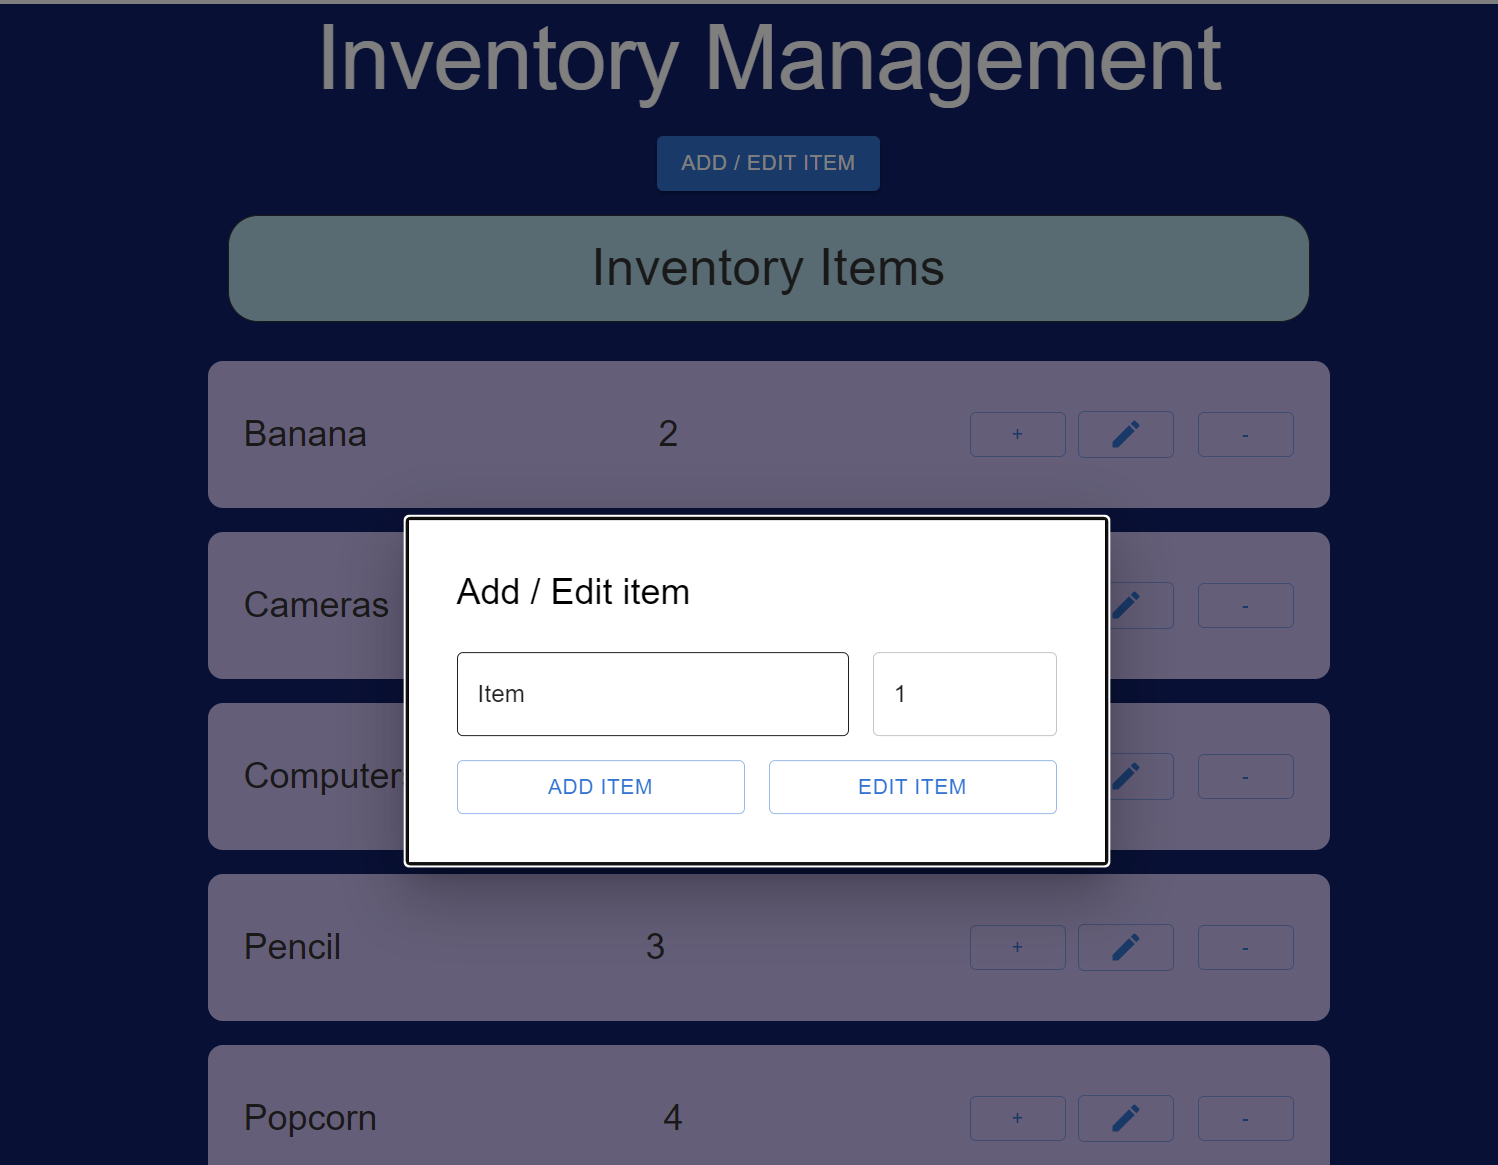 Inventory Management
ADD / EDIT ITEM
Inventory Items
Banana 2 + -
Cameras -
Add / Edit item
Item 1
Computer -
ADD ITEM EDIT ITEM
Pencil 3 + -
Popcorn 4 + -